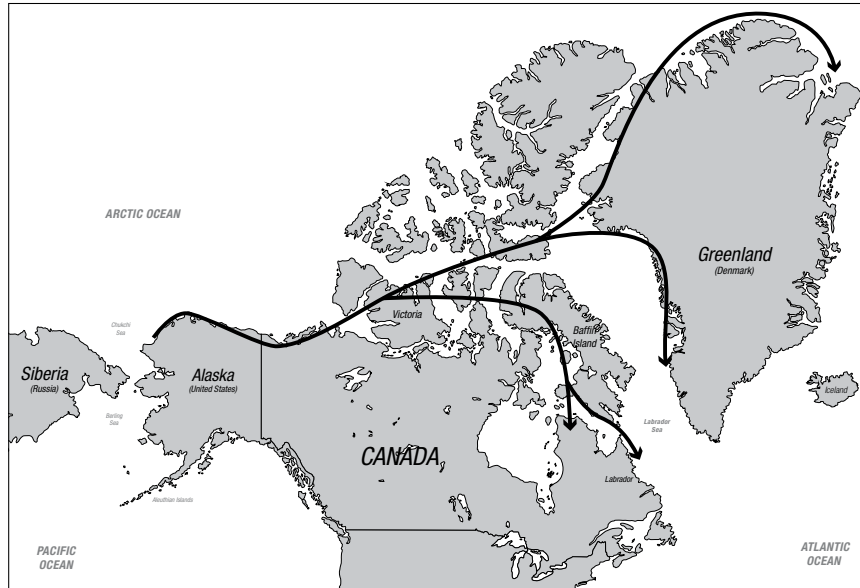 ARCTIC OCEAN
Greenland
(Denmark)
Victoria
Chukchi
Sea
Baffin
Island
Siberia
(Russia)
Alaska
(United States)
Iceland
Bering
Sea
Labrador
Sea
CANADA
Labrador
Aleuthian Islands
PACIFIC
OCEAN
ATLANTIC
OCEAN